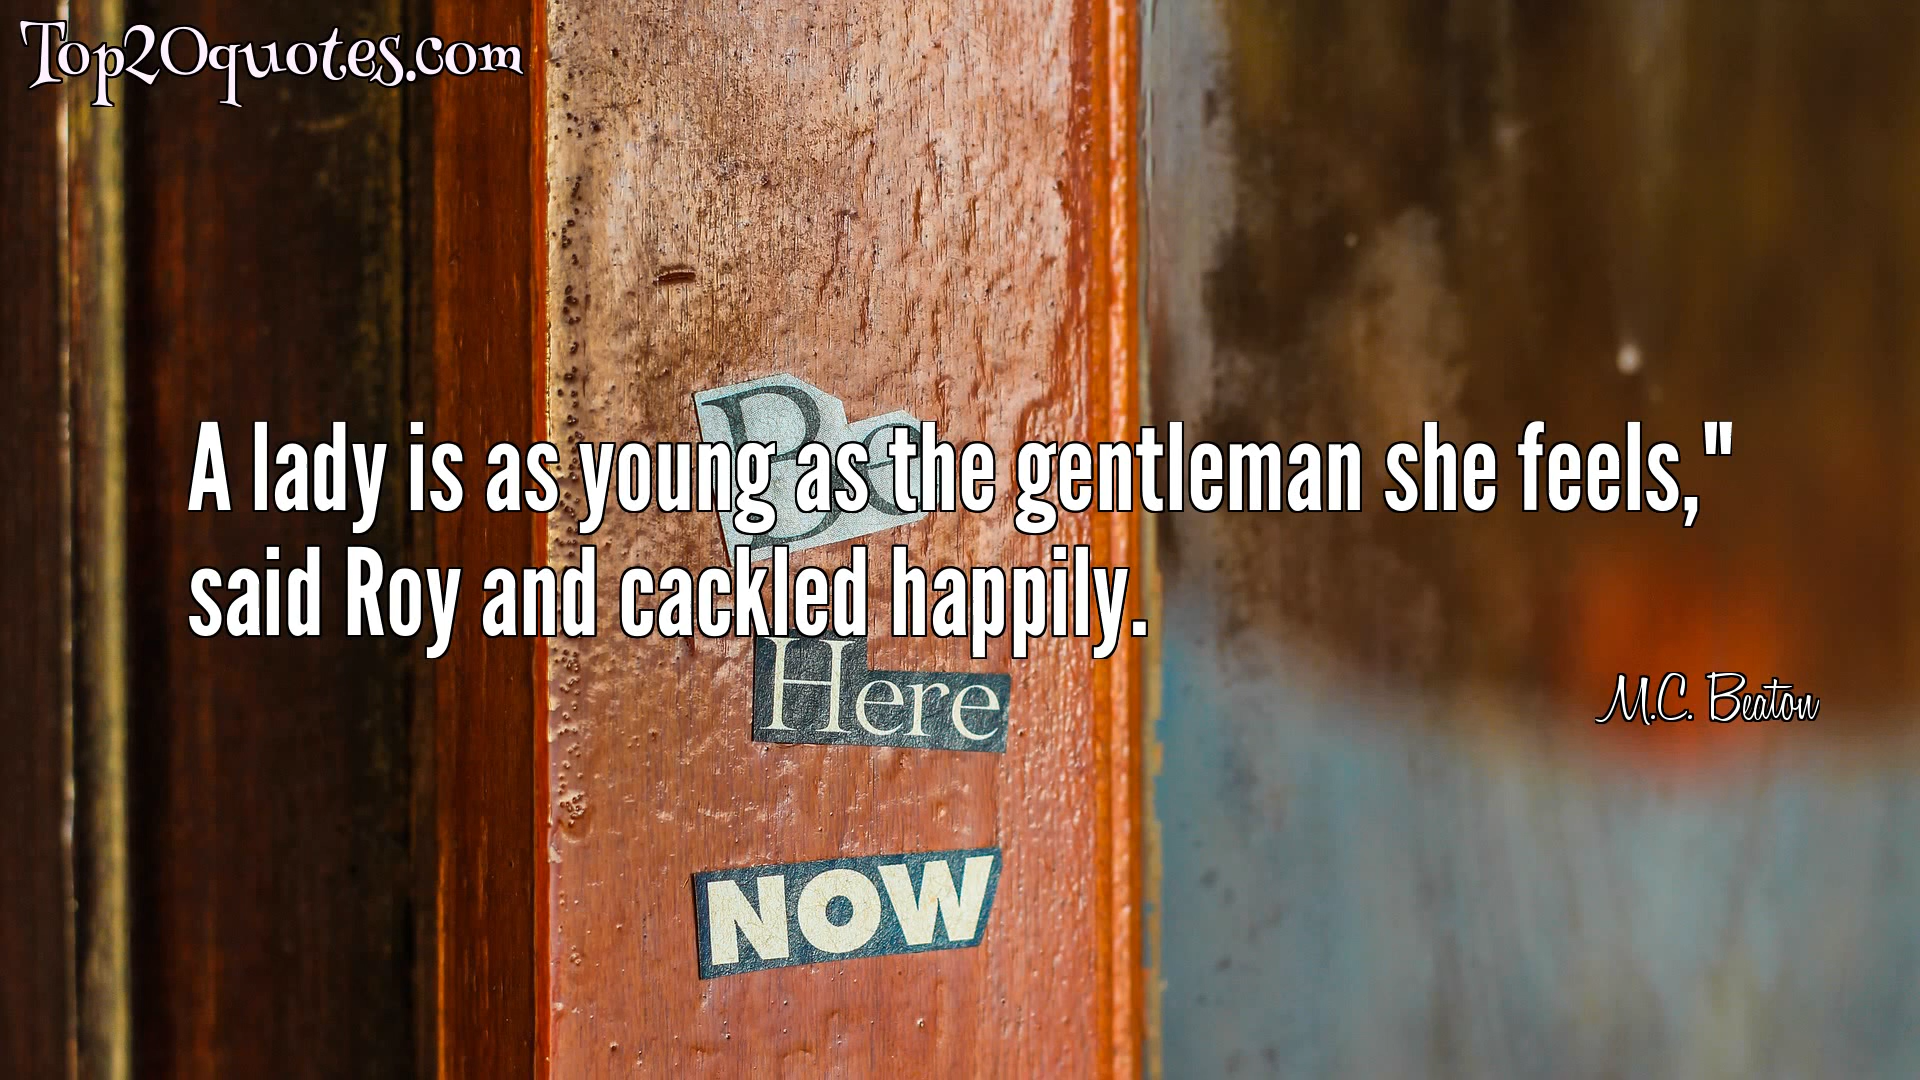 Top20quotes.com
A lady is as young as the gentleman she feels,"
said Roy and cackled happily.
M.C. Beaton
Be
Here
NOW